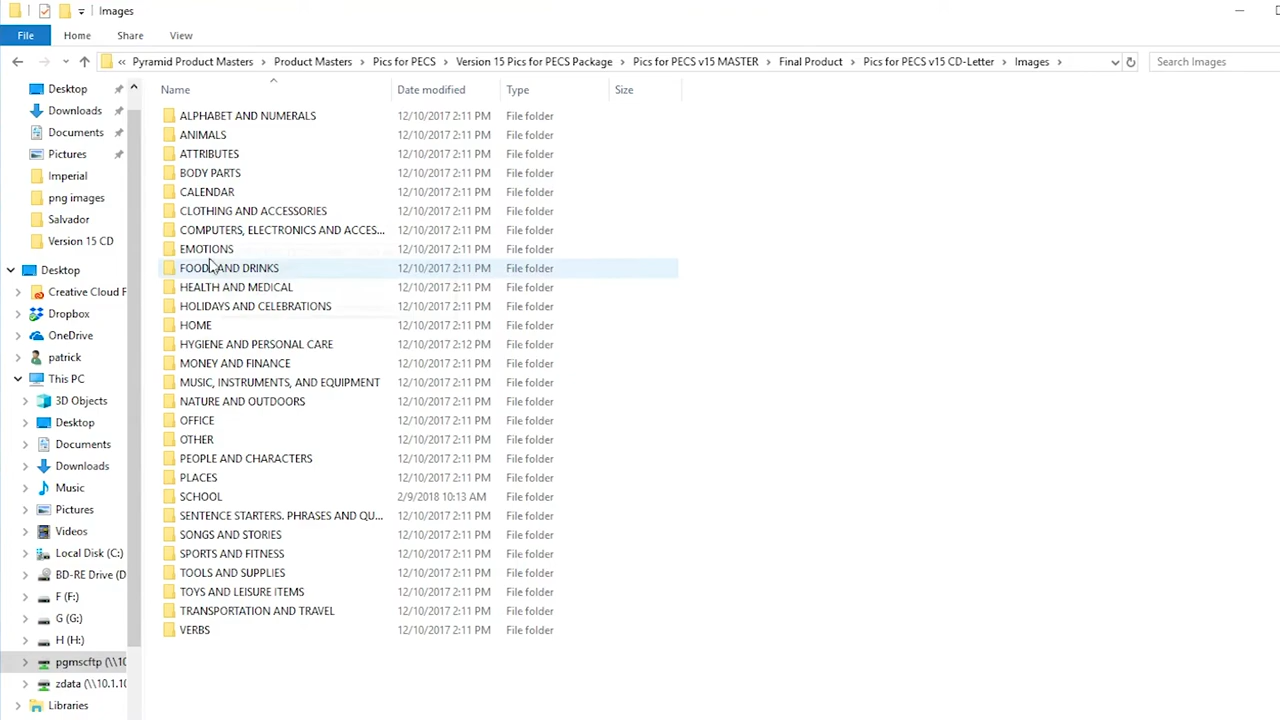 Images
File Home Share View
« Pyramid Product Masters › Product Masters › Pics for PECS › Version 15 Pics for PECS Package › Pics for PECS v15 MASTER › Final Product › Pics for PECS v15 CD-Letter › Images › Search Images
Name Date modified Type Size
Desktop
Downloads
Documents
Pictures
Imperial
png images
Salvador
Version 15 CD
Desktop
Creative Cloud F
Dropbox
OneDrive
patrick
This PC
3D Objects
Desktop
Documents
Downloads
Music
Pictures
Videos
Local Disk (C:)
BD-RE Drive (D
F (F:)
G (G:)
H (H:)
pgmscftp (\\10
zdata (\\10.1.10
Libraries
ALPHABET AND NUMERALS 12/10/2017 2:11 PM File folder
ANIMALS 12/10/2017 2:11 PM File folder
ATTRIBUTES 12/10/2017 2:11 PM File folder
BODY PARTS 12/10/2017 2:11 PM File folder
CALENDAR 12/10/2017 2:11 PM File folder
CLOTHING AND ACCESSORIES 12/10/2017 2:11 PM File folder
COMPUTERS, ELECTRONICS AND ACCES... 12/10/2017 2:11 PM File folder
EMOTIONS 12/10/2017 2:11 PM File folder
FOOD AND DRINKS 12/10/2017 2:11 PM File folder
HEALTH AND MEDICAL 12/10/2017 2:11 PM File folder
HOLIDAYS AND CELEBRATIONS 12/10/2017 2:11 PM File folder
HOME 12/10/2017 2:11 PM File folder
HYGIENE AND PERSONAL CARE 12/10/2017 2:12 PM File folder
MONEY AND FINANCE 12/10/2017 2:11 PM File folder
MUSIC, INSTRUMENTS, AND EQUIPMENT 12/10/2017 2:11 PM File folder
NATURE AND OUTDOORS 12/10/2017 2:11 PM File folder
OFFICE 12/10/2017 2:11 PM File folder
OTHER 12/10/2017 2:11 PM File folder
PEOPLE AND CHARACTERS 12/10/2017 2:11 PM File folder
PLACES 12/10/2017 2:11 PM File folder
SCHOOL 2/9/2018 10:13 AM File folder
SENTENCE STARTERS. PHRASES AND QU... 12/10/2017 2:11 PM File folder
SONGS AND STORIES 12/10/2017 2:11 PM File folder
SPORTS AND FITNESS 12/10/2017 2:11 PM File folder
TOOLS AND SUPPLIES 12/10/2017 2:11 PM File folder
TOYS AND LEISURE ITEMS 12/10/2017 2:11 PM File folder
TRANSPORTATION AND TRAVEL 12/10/2017 2:11 PM File folder
VERBS 12/10/2017 2:11 PM File folder